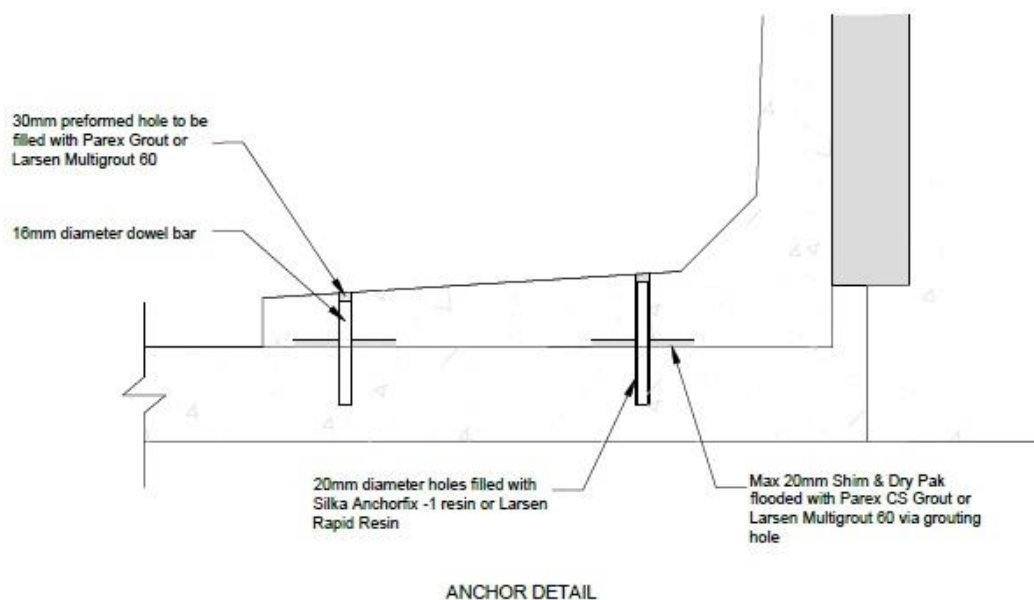 30mm preformed hole to be
filled with Parex Grout or
Larsen Multigrout 60
16mm diameter dowel bar
20mm diameter holes filled with
Silka Anchorfix -1 resin or Larsen
Rapid Resin
Max 20mm Shim & Dry Pak
flooded with Parex CS Grout or
Larsen Multigrout 60 via grouting
hole
ANCHOR DETAIL